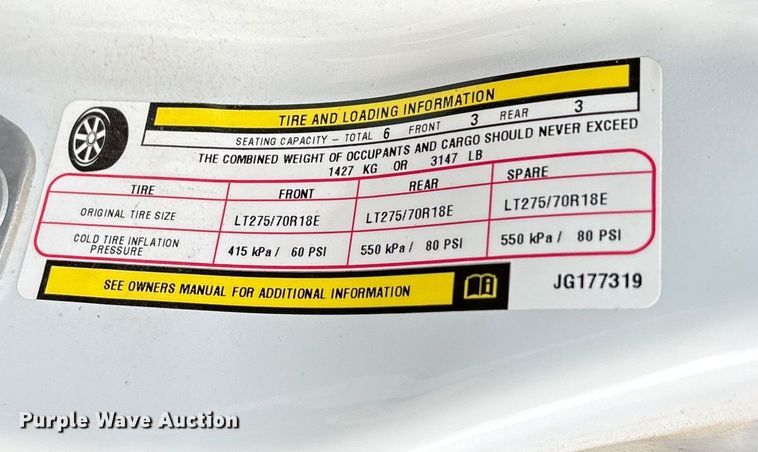 TIRE AND LOADING INFORMATION
SEATING CAPACITY – TOTAL 6 FRONT 3 REAR 3
THE COMBINED WEIGHT OF OCCUPANTS AND CARGO SHOULD NEVER EXCEED
1427 KG OR 3147 LB
TIRE FRONT REAR SPARE
ORIGINAL TIRE SIZE LT275/70R18E LT275/70R18E LT275/70R18E
COLD TIRE INFLATION
PRESSURE 415 kPa / 60 PSI 550 kPa / 80 PSI 550 kPa / 80 PSI
SEE OWNERS MANUAL FOR ADDITIONAL INFORMATION JG177319
Purple Wave Auction